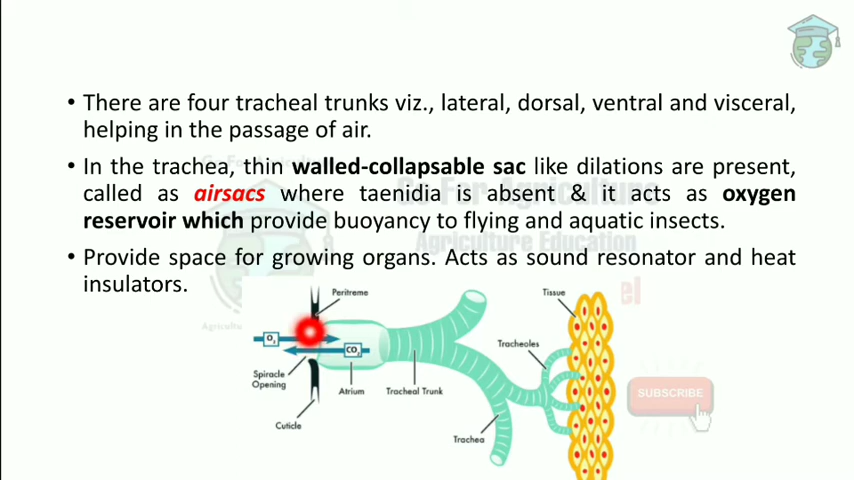 • There are four tracheal trunks viz., lateral, dorsal, ventral and visceral,
helping in the passage of air.
• In the trachea, thin walled-collapsable sac like dilations are present,
called as airsacs where taenidia is absent & it acts as oxygen
reservoir which provide buoyancy to flying and aquatic insects.
Agriculture Education
• Provide space for growing organs. Acts as sound resonator and heat
insulators.
Peritreme
Tissue
O₂
CO₂
Tracheoles
Spiracle
Opening
Atrium
Tracheal Trunk
SUBSCRIBE
Cuticle
Trachea